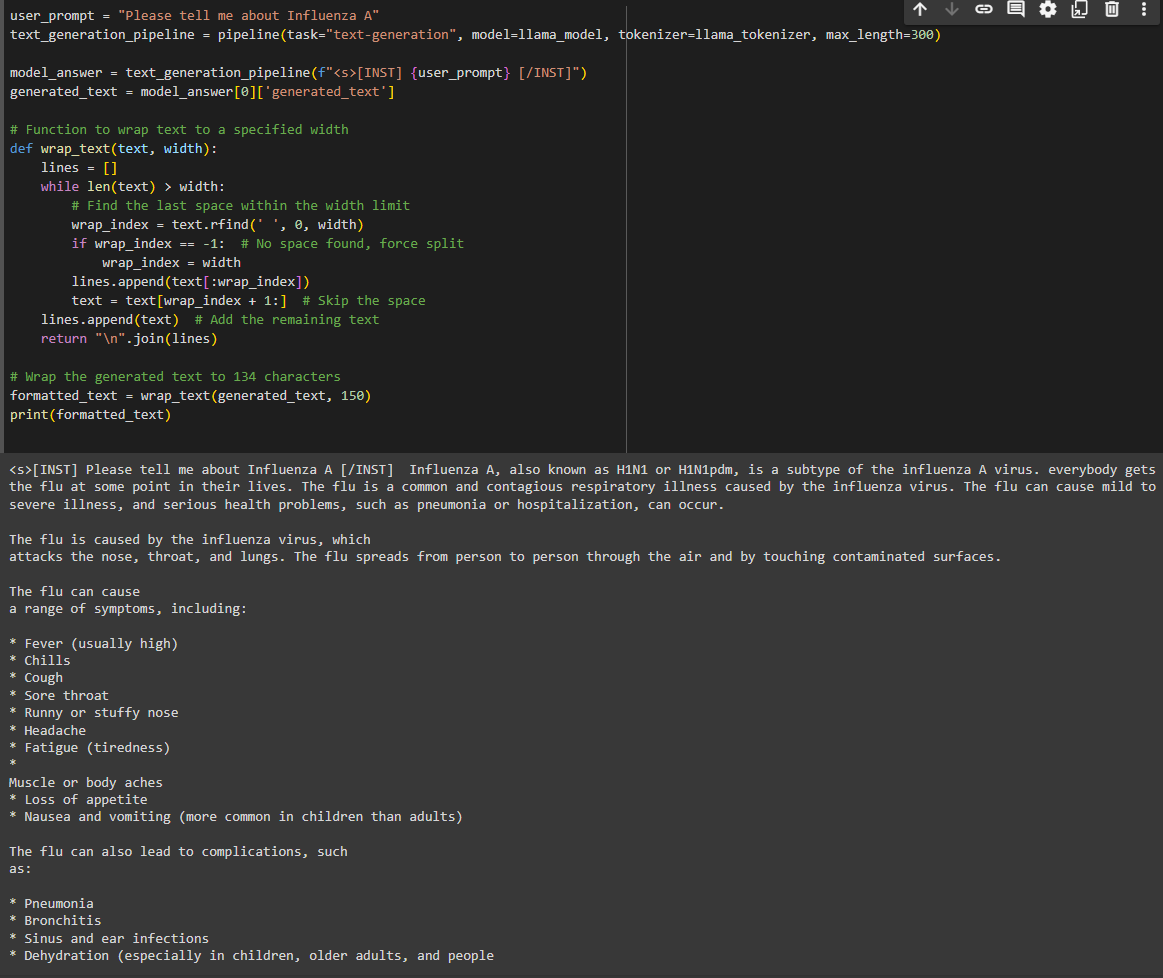 user_prompt = "Please tell me about Influenza A"
text_generation_pipeline = pipeline(task="text-generation", model=llama_model, tokenizer=llama_tokenizer, max_length=300)

model_answer = text_generation_pipeline(f"<s>[INST] {user_prompt} [/INST]")
generated_text = model_answer[0]['generated_text']

# Function to wrap text to a specified width
def wrap_text(text, width):
    lines = []
    while len(text) > width:
        # Find the last space within the width limit
        wrap_index = text.rfind(' ', 0, width)
        if wrap_index == -1:  # No space found, force split
            wrap_index = width
        lines.append(text[:wrap_index])
        text = text[wrap_index + 1:]  # Skip the space
    lines.append(text)  # Add the remaining text
    return "\n".join(lines)

# Wrap the generated text to 134 characters
formatted_text = wrap_text(generated_text, 150)
print(formatted_text)

<s>[INST] Please tell me about Influenza A [/INST]  Influenza A, also known as H1N1 or H1N1pdm, is a subtype of the influenza A virus. everybody gets
the flu at some point in their lives. The flu is a common and contagious respiratory illness caused by the influenza virus. The flu can cause mild to
severe illness, and serious health problems, such as pneumonia or hospitalization, can occur.

The flu is caused by the influenza virus, which
attacks the nose, throat, and lungs. The flu spreads from person to person through the air and by touching contaminated surfaces.

The flu can cause
a range of symptoms, including:

* Fever (usually high)
* Chills
* Cough
* Sore throat
* Runny or stuffy nose
* Headache
* Fatigue (tiredness)
*
Muscle or body aches
* Loss of appetite
* Nausea and vomiting (more common in children than adults)

The flu can also lead to complications, such
as:

* Pneumonia
* Bronchitis
* Sinus and ear infections
* Dehydration (especially in children, older adults, and people